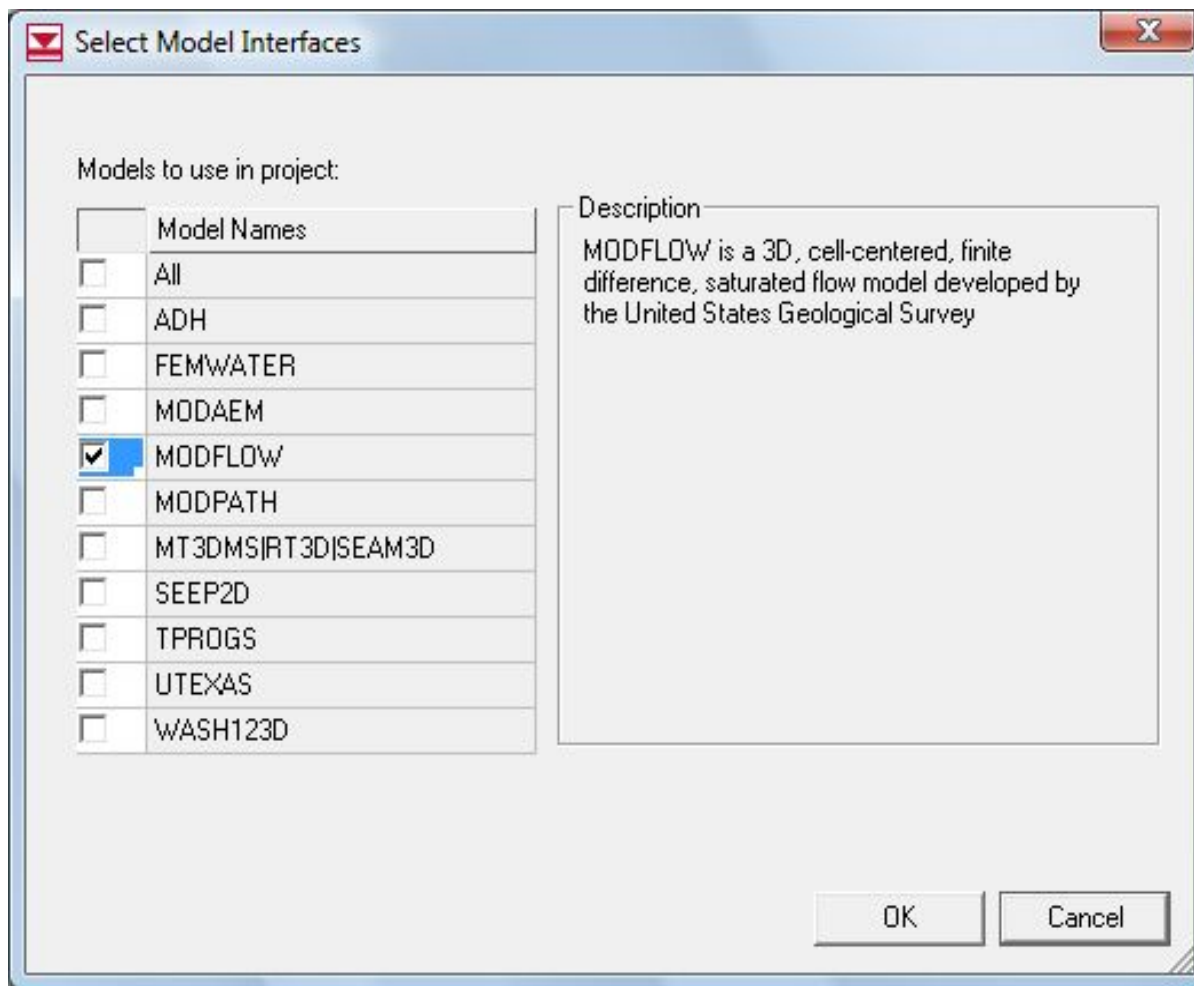 Select Model Interfaces
Models to use in project:
Model Names
All
ADH
FEMWATER
MODAEM
MODFLOW
MODPATH
MT3DMS|RT3D|SEAM3D
SEEP2D
TPROGS
UTEXAS
WASH123D
Description
MODFLOW is a 3D, cell-centered, finite
difference, saturated flow model developed by
the United States Geological Survey
OK
Cancel